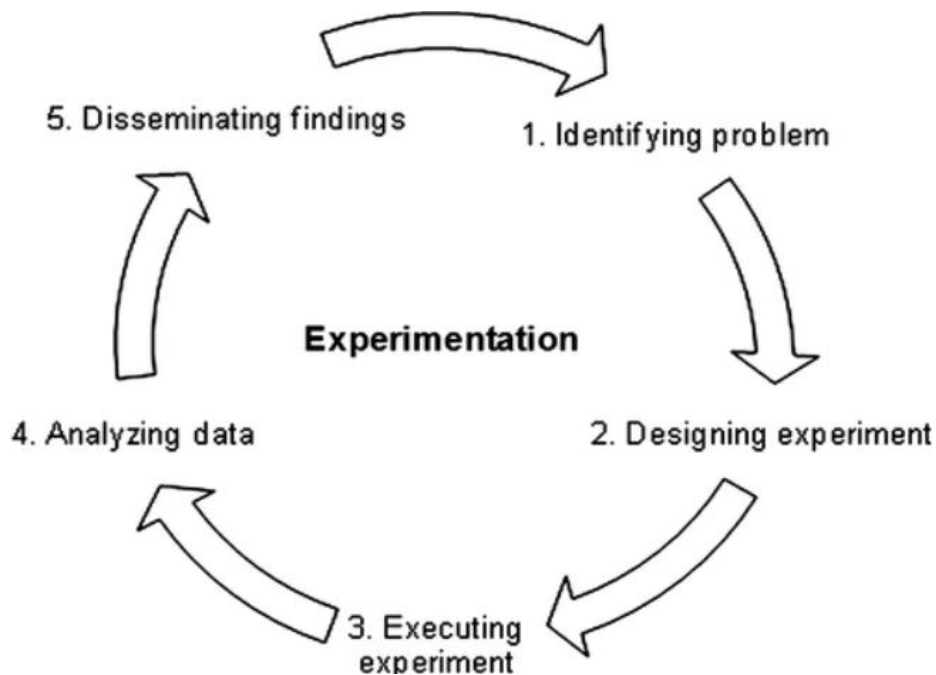 5. Disseminating findings
1. Identifying problem
Experimentation
4. Analyzing data
2. Designing experiment
3. Executing
experiment